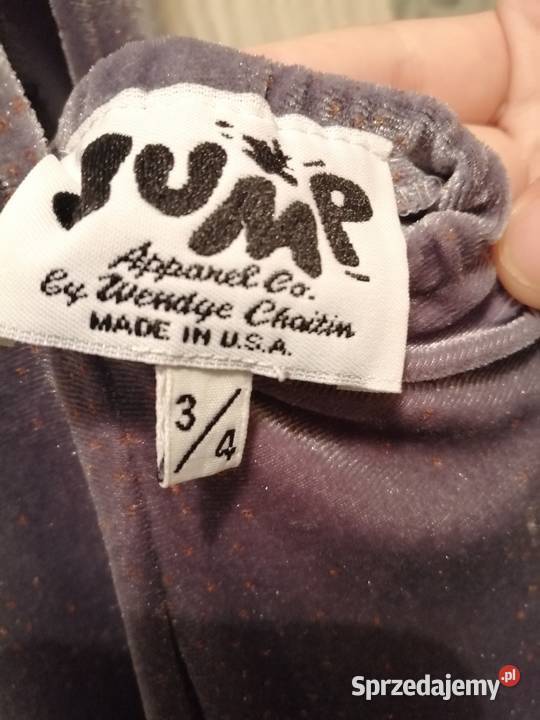 JUMP
Apparel Co.
by Wendye Chaitin
MADE IN U.S.A.
3/4
Sprzedajemy.pl